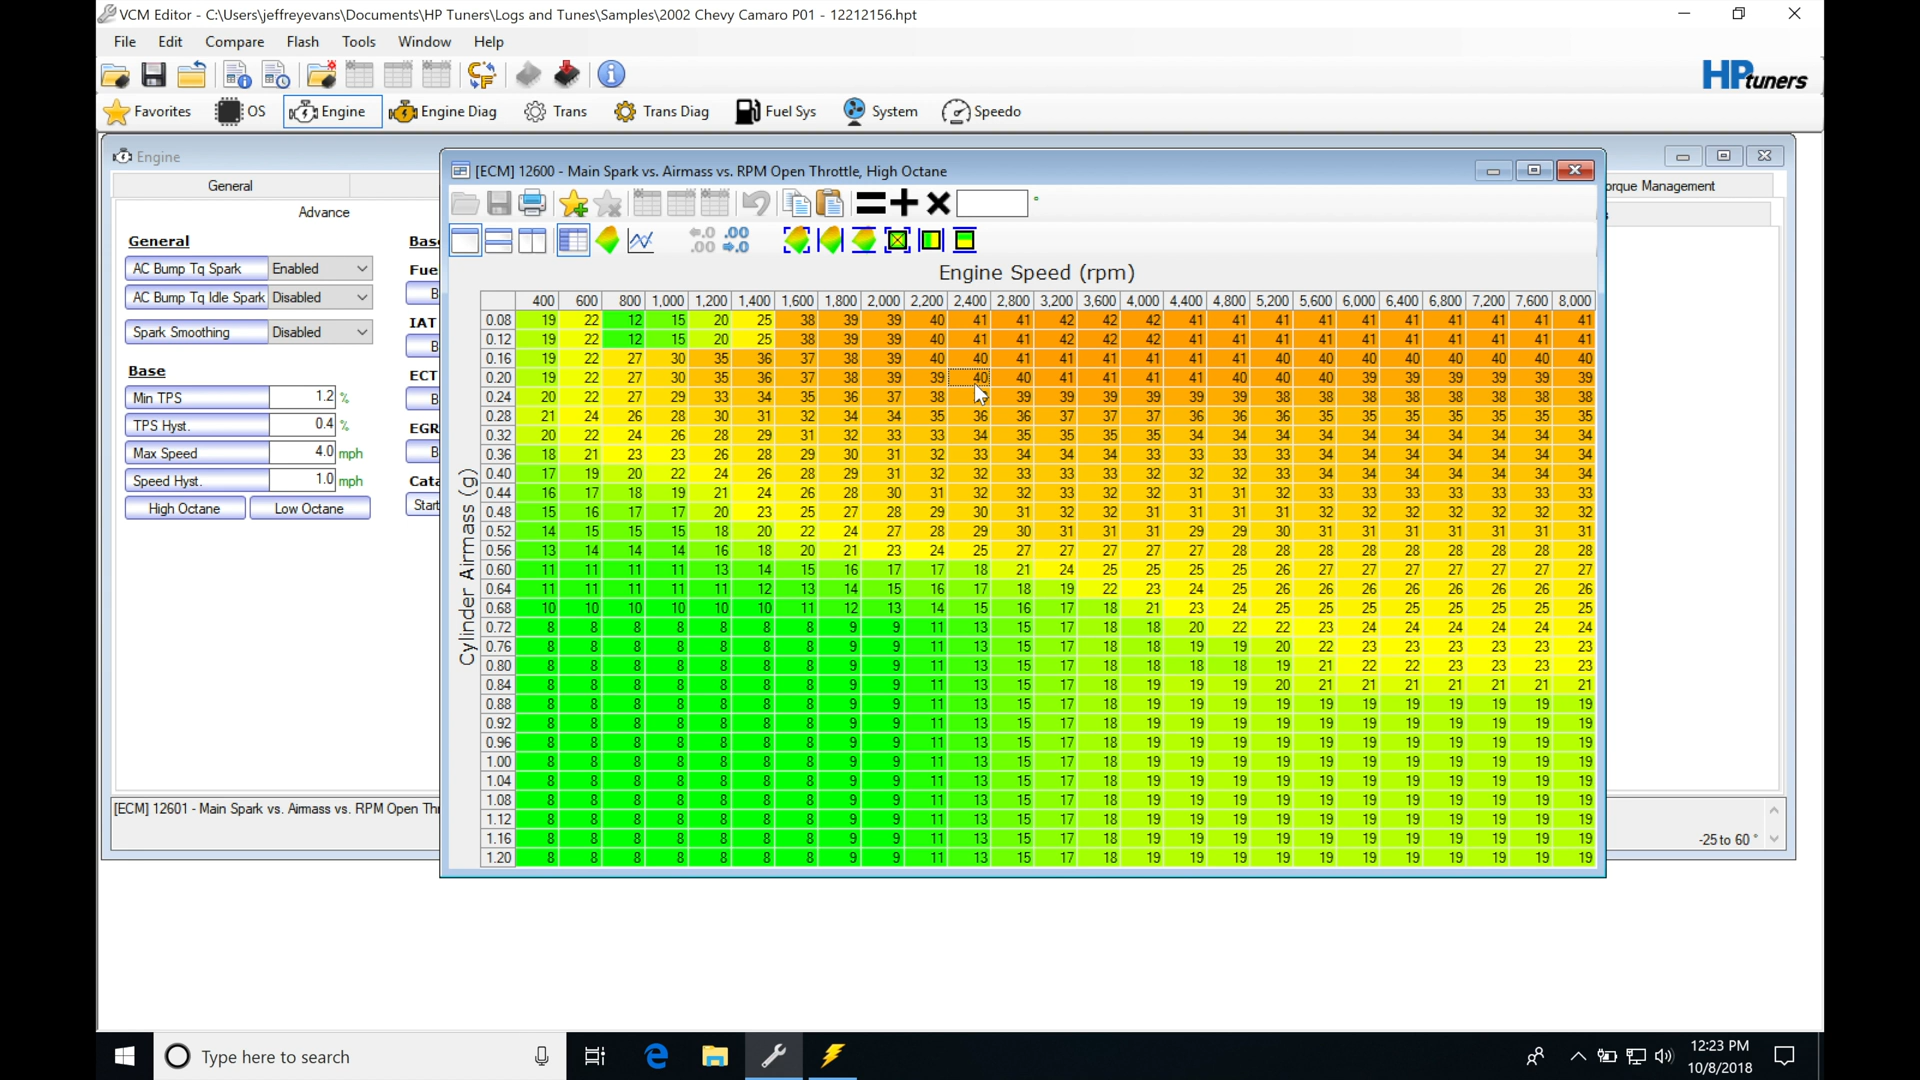 VCM Editor - C:\Users\jeffreyevans\Documents\HP Tuners\Logs and Tunes\Samples\2002 Chevy Camaro P01 - 12212156.hpt
File Edit Compare Flash Tools Window Help
HPtuners
Favorites OS Engine Engine Diag Trans Trans Diag Fuel Sys System Speedo
Engine
General
Advance
General
AC Bump Tq Spark Enabled
AC Bump Tq Idle Spark Disabled
Spark Smoothing Disabled
Base
Min TPS 1.2 %
TPS Hyst. 0.4 %
Max Speed 4.0 mph
Speed Hyst. 1.0 mph
High Octane Low Octane
Bas
Fue
B
IAT
B
ECT
B
EGR
B
Cata
Start
orque Management
[ECM] 12601 - Main Spark vs. Airmass vs. RPM Open Thr
-25 to 60 °
[ECM] 12600 - Main Spark vs. Airmass vs. RPM Open Throttle, High Octane
°
←.0 .00
.00 →.0
Engine Speed (rpm)
Cylinder Airmass (g)
400 600 800 1,000 1,200 1,400 1,600 1,800 2,000 2,200 2,400 2,800 3,200 3,600 4,000 4,400 4,800 5,200 5,600 6,000 6,400 6,800 7,200 7,600 8,000
0.08 19 22 12 15 20 25 38 39 39 40 41 41 42 42 42 41 41 41 41 41 41 41 41 41 41
0.12 19 22 12 15 20 25 38 39 39 40 41 41 42 42 42 41 41 41 41 41 41 41 41 41 41
0.16 19 22 27 30 35 36 37 38 39 40 40 41 41 41 41 41 41 40 40 40 40 40 40 40 40
0.20 19 22 27 30 35 36 37 38 39 39 40 40 41 41 41 41 40 40 40 39 39 39 39 39 39
0.24 20 22 27 29 33 34 35 36 37 38 39 39 39 39 39 39 38 38 38 38 38 38 38 38
0.28 21 24 26 28 30 31 32 34 34 35 36 36 37 37 37 36 36 36 35 35 35 35 35 35 35
0.32 20 22 24 26 28 29 31 32 33 33 34 35 35 35 35 34 34 34 34 34 34 34 34 34 34
0.36 18 21 23 23 26 28 29 30 31 32 33 34 34 34 33 33 33 34 34 34 34 34 34 34 34
0.40 17 19 20 22 24 26 28 29 31 32 32 33 33 33 32 32 32 33 34 34 34 34 34 34 34
0.44 16 17 18 19 21 24 26 28 30 31 32 32 33 32 32 31 31 32 33 33 33 33 33 33 33
0.48 15 16 17 17 20 23 25 27 28 29 30 31 32 32 31 31 31 31 32 32 32 32 32 32 32
0.52 14 15 15 15 18 20 22 24 27 28 29 30 31 31 31 29 29 30 31 31 31 31 31 31 31
0.56 13 14 14 14 16 18 20 21 23 24 25 27 27 27 27 27 28 28 28 28 28 28 28 28 28
0.60 11 11 11 11 13 14 15 16 17 17 18 21 24 25 25 25 25 26 27 27 27 27 27 27 27
0.64 11 11 11 11 11 12 13 14 15 16 17 18 19 22 23 24 25 26 26 26 26 26 26 26 26
0.68 10 10 10 10 10 10 11 12 13 14 15 16 17 18 21 23 24 25 25 25 25 25 25 25 25
0.72 8 8 8 8 8 8 8 9 9 11 13 15 17 18 18 20 22 22 23 24 24 24 24 24 24
0.76 8 8 8 8 8 8 8 9 9 11 13 15 17 18 18 19 19 20 22 23 23 23 23 23 23
0.80 8 8 8 8 8 8 8 9 9 11 13 15 17 18 18 18 18 19 21 22 22 23 23 23 23
0.84 8 8 8 8 8 8 8 9 9 11 13 15 17 18 19 19 19 20 21 21 21 21 21 21 21
0.88 8 8 8 8 8 8 8 9 9 11 13 15 17 18 19 19 19 19 19 19 19 19 19 19 19
0.92 8 8 8 8 8 8 8 9 9 11 13 15 17 18 19 19 19 19 19 19 19 19 19 19 19
0.96 8 8 8 8 8 8 8 9 9 11 13 15 17 18 19 19 19 19 19 19 19 19 19 19 19
1.00 8 8 8 8 8 8 8 9 9 11 13 15 17 18 19 19 19 19 19 19 19 19 19 19 19
1.04 8 8 8 8 8 8 8 9 9 11 13 15 17 18 19 19 19 19 19 19 19 19 19 19 19
1.08 8 8 8 8 8 8 8 9 9 11 13 15 17 18 19 19 19 19 19 19 19 19 19 19 19
1.12 8 8 8 8 8 8 8 9 9 11 13 15 17 18 19 19 19 19 19 19 19 19 19 19 19
1.16 8 8 8 8 8 8 8 9 9 11 13 15 17 18 19 19 19 19 19 19 19 19 19 19 19
1.20 8 8 8 8 8 8 8 9 9 11 13 15 17 18 19 19 19 19 19 19 19 19 19 19 19
Type here to search
12:23 PM
10/8/2018